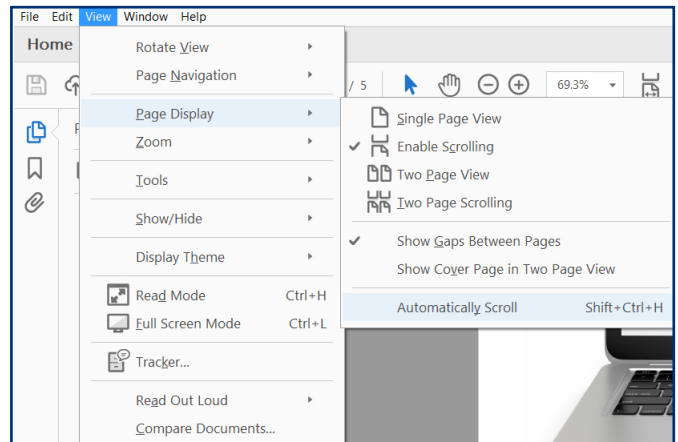 File Edit View Window Help
Home
/ 5 69.3%
Rotate View
Page Navigation
Page Display
Zoom
Tools
Show/Hide
Display Theme
Read Mode Ctrl+H
Full Screen Mode Ctrl+L
Tracker...
Read Out Loud
Compare Documents...
Single Page View
Enable Scrolling
Two Page View
Two Page Scrolling
Show Gaps Between Pages
Show Cover Page in Two Page View
Automatically Scroll Shift+Ctrl+H